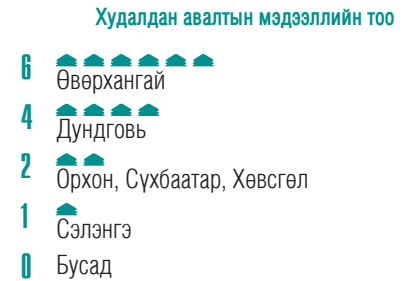 Худалдан авалтын мэдээллийн тоо
6 Өвөрхангай
4 Дундговь
2 Орхон, Сүхбаатар, Хөвсгөл
1 Сэлэнгэ
0 Бусад